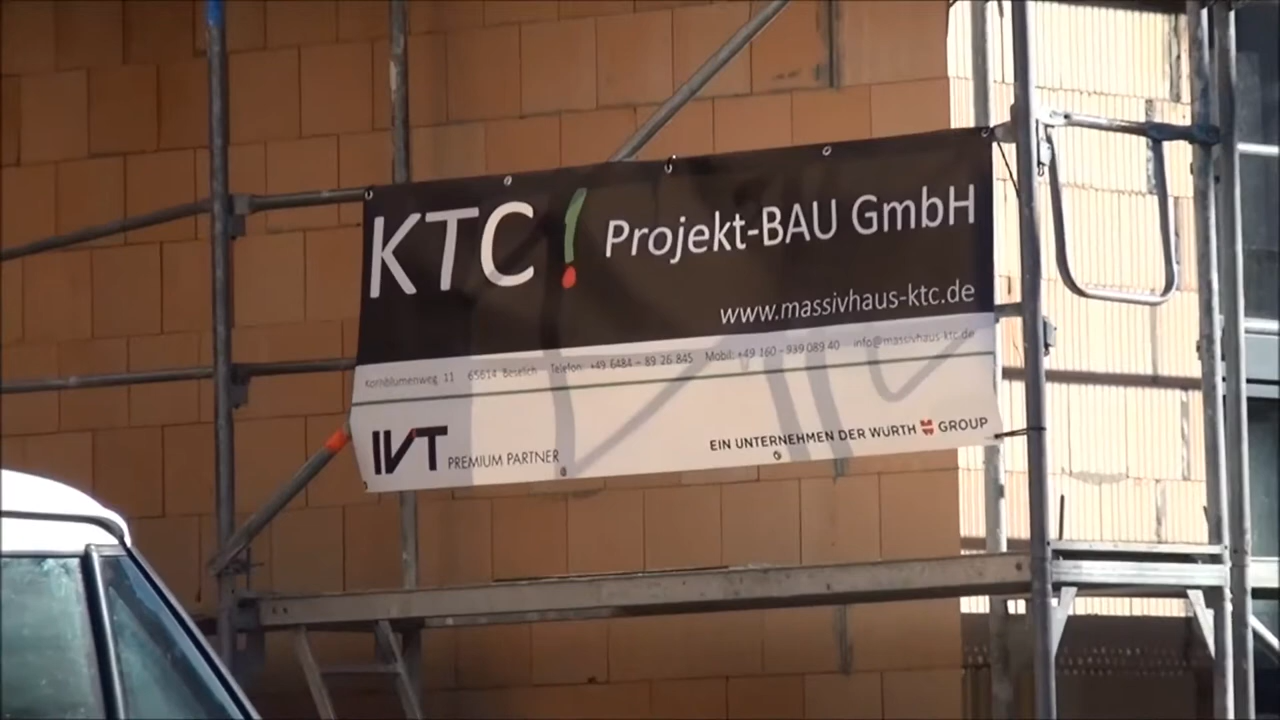 KTC! Projekt-BAU GmbH
www.massivhaus-ktc.de
Kornblumenweg 11 65614 Beselich Telefon: +49 6484 – 89 26 845 Mobil: +49 160 - 939 089 40 info@massivhaus-ktc.de
IVT PREMIUM PARTNER
EIN UNTERNEHMEN DER WÜRTH GROUP